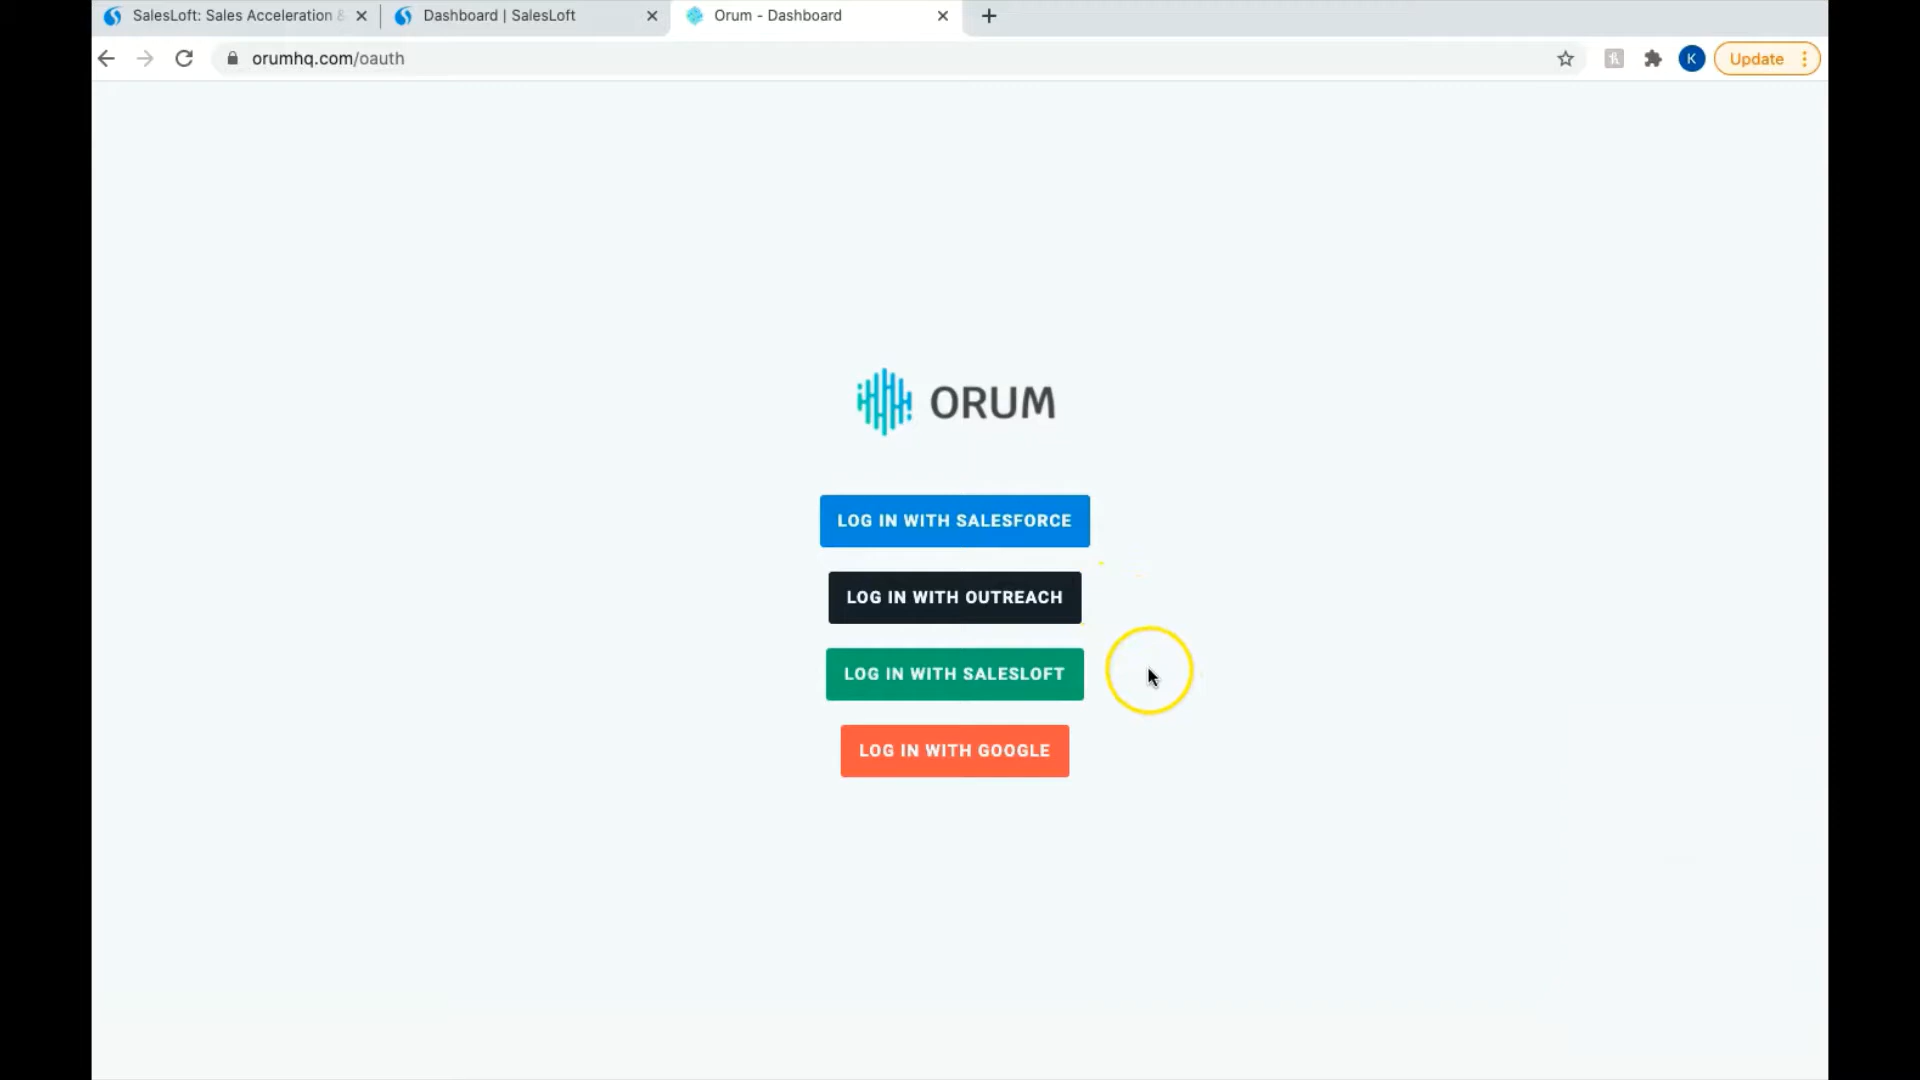 SalesLoft: Sales Acceleration &
Dashboard | SalesLoft
Orum - Dashboard
orumhq.com/oauth
K
Update
ORUM
LOG IN WITH SALESFORCE
LOG IN WITH OUTREACH
LOG IN WITH SALESLOFT
LOG IN WITH GOOGLE